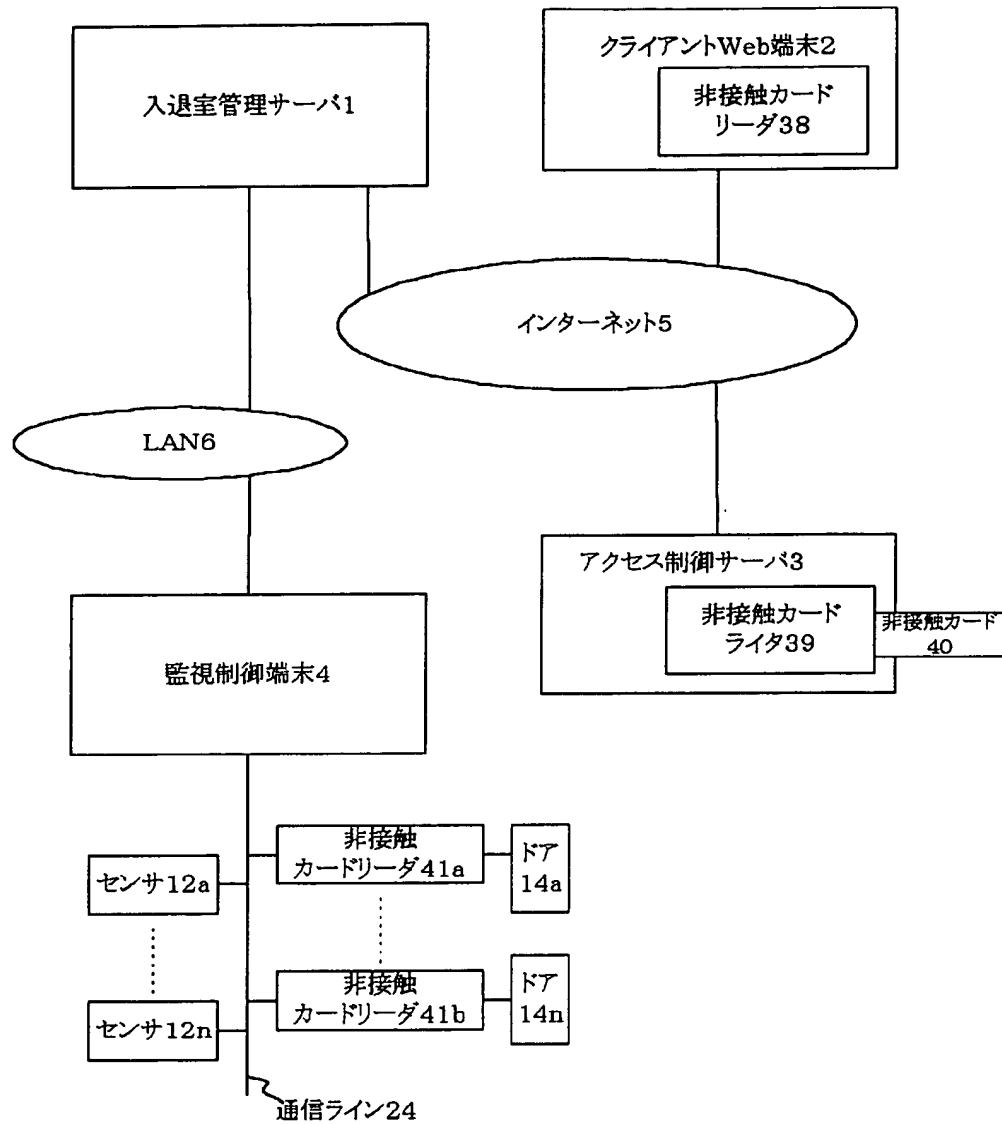 入退室管理サーバ1
クライアントWeb端末2
非接触カード
リーダ38
インターネット5
LAN6
アクセス制御サーバ3
非接触カード
ライタ39
非接触カード
40
監視制御端末4
非接触
カードリーダ41a
ドア
14a
センサ12a
非接触
カードリーダ41b
ドア
14n
センサ12n
通信ライン24